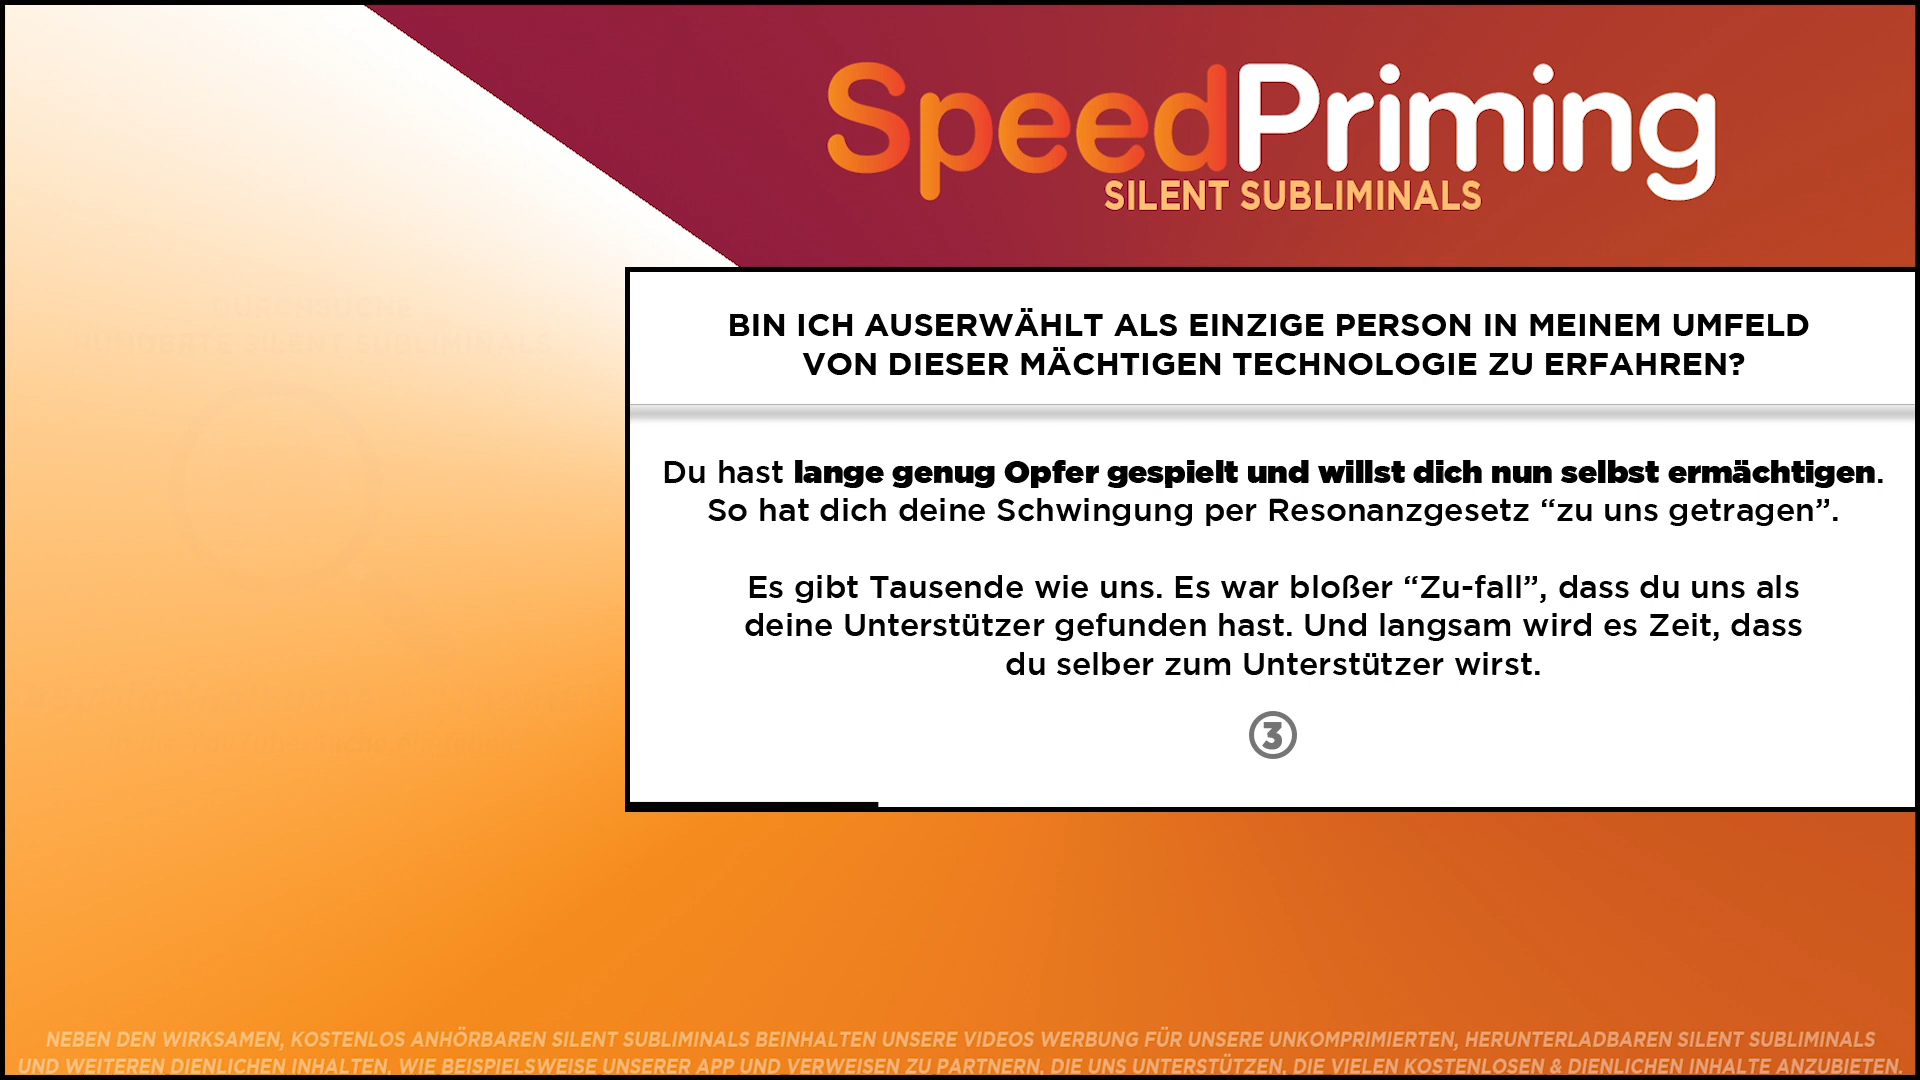 SpeedPriming
SILENT SUBLIMINALS
DURCHSUCHE
HUNDERTE SILENT SUBLIMINALS
BIN ICH AUSERWÄHLT ALS EINZIGE PERSON IN MEINEM UMFELD
VON DIESER MÄCHTIGEN TECHNOLOGIE ZU ERFAHREN?
Du hast lange genug Opfer gespielt und willst dich nun selbst ermächtigen.
So hat dich deine Schwingung per Resonanzgesetz “zu uns getragen”.
Es gibt Tausende wie uns. Es war bloßer “Zu-fall”, dass du uns als
deine Unterstützer gefunden hast. Und langsam wird es Zeit, dass
du selber zum Unterstützer wirst.
3
NEBEN DEN WIRKSAMEN, KOSTENLOS ANHÖRBAREN SILENT SUBLIMINALS BEINHALTEN UNSERE VIDEOS WERBUNG FÜR UNSERE UNKOMPRIMIERTEN, HERUNTERLADBAREN SILENT SUBLIMINALS
UND WEITEREN DIENLICHEN INHALTEN, WIE BEISPIELSWEISE UNSERER APP UND VERWEISEN ZU PARTNERN, DIE UNS UNTERSTÜTZEN, DIE VIELEN KOSTENLOSEN & DIENLICHEN INHALTE ANZUBIETEN.